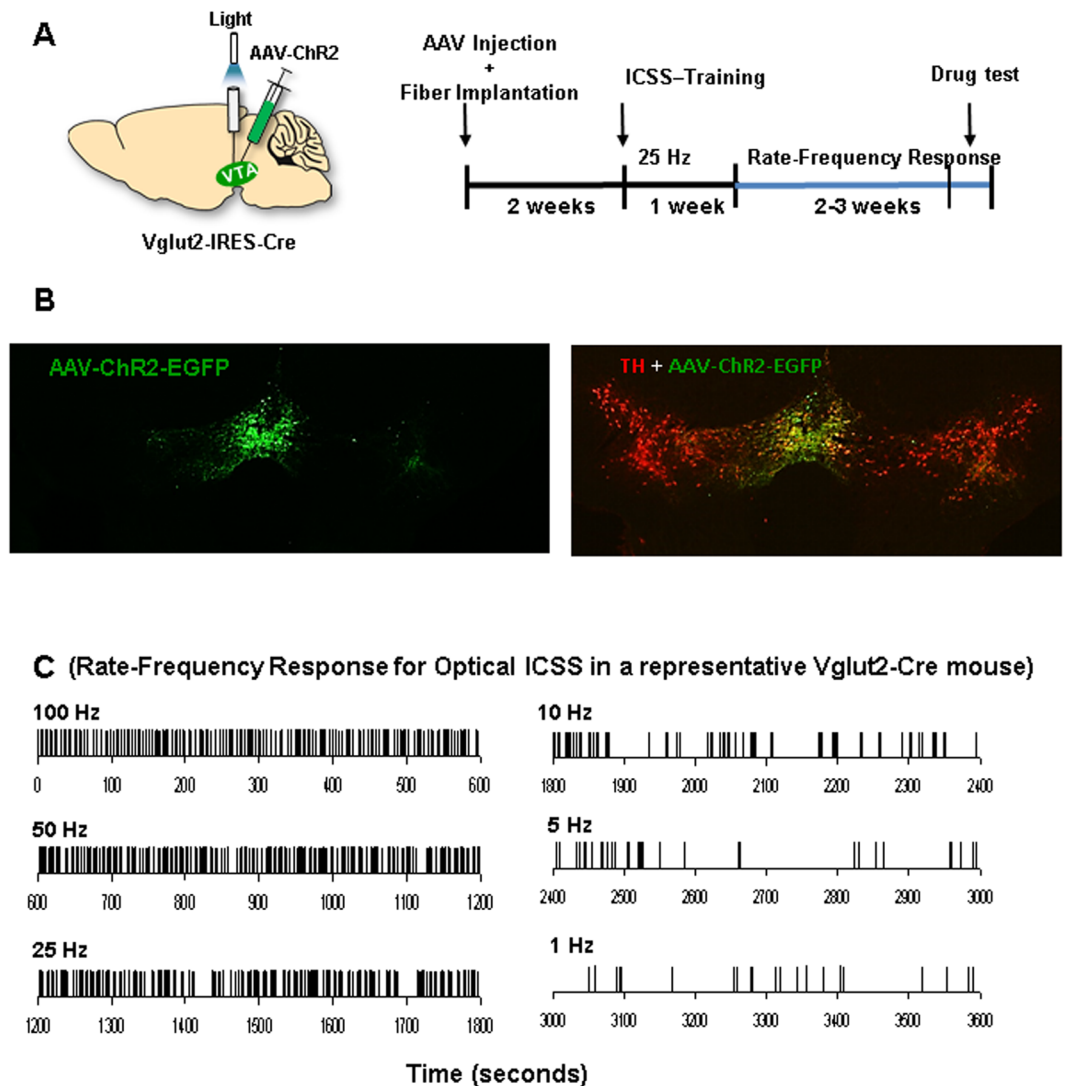 A
Light
AAV-ChR2
VTA
Vglut2-IRES-Cre
AAV Injection
+
Fiber Implantation
ICSS–Training
Drug test
25 Hz
Rate-Frequency Response
2 weeks
1 week
2-3 weeks
B
AAV-ChR2-EGFP
TH + AAV-ChR2-EGFP
C (Rate-Frequency Response for Optical ICSS in a representative Vglut2-Cre mouse)
100 Hz
0 100 200 300 400 500 600
50 Hz
600 700 800 900 1000 1100 1200
25 Hz
1200 1300 1400 1500 1600 1700 1800
10 Hz
1800 1900 2000 2100 2200 2300 2400
5 Hz
2400 2500 2600 2700 2800 2900 3000
1 Hz
3000 3100 3200 3300 3400 3500 3600
Time (seconds)